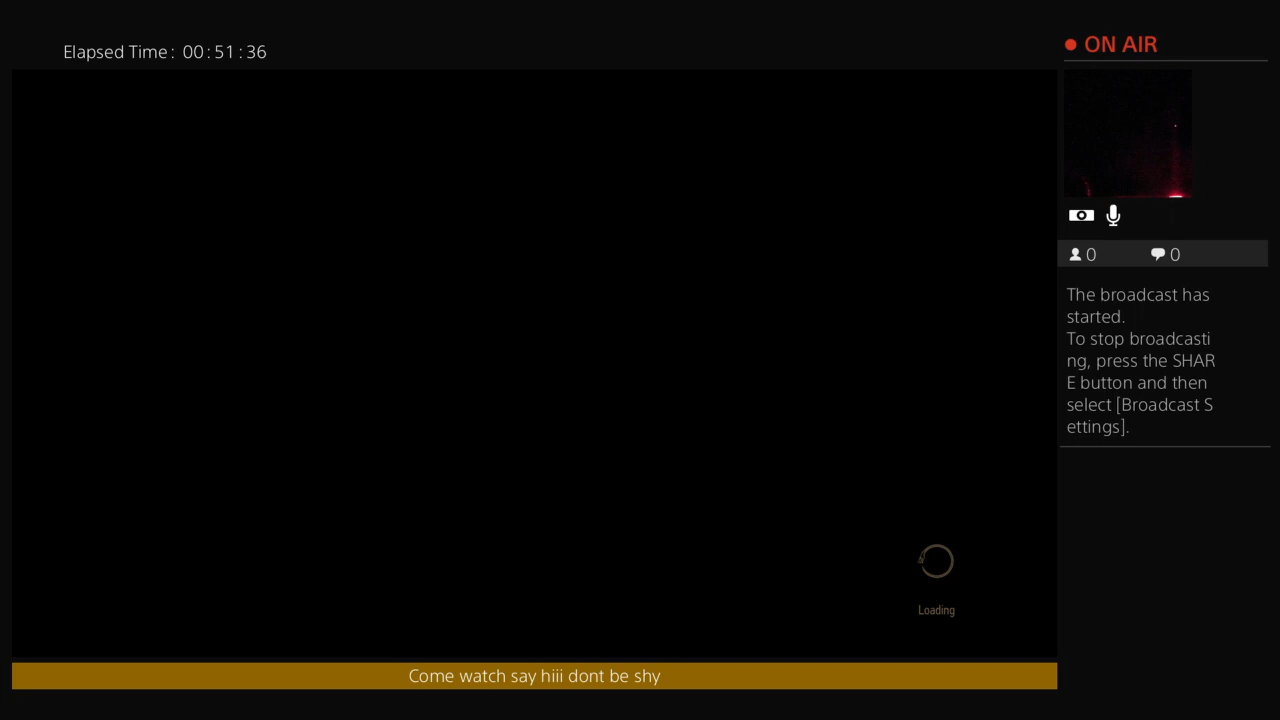 Elapsed Time: 00:51:36
ON AIR
0 0
The broadcast has
started.
To stop broadcasti
ng, press the SHAR
E button and then
select [Broadcast S
ettings].
Loading
Come watch say hiii dont be shy